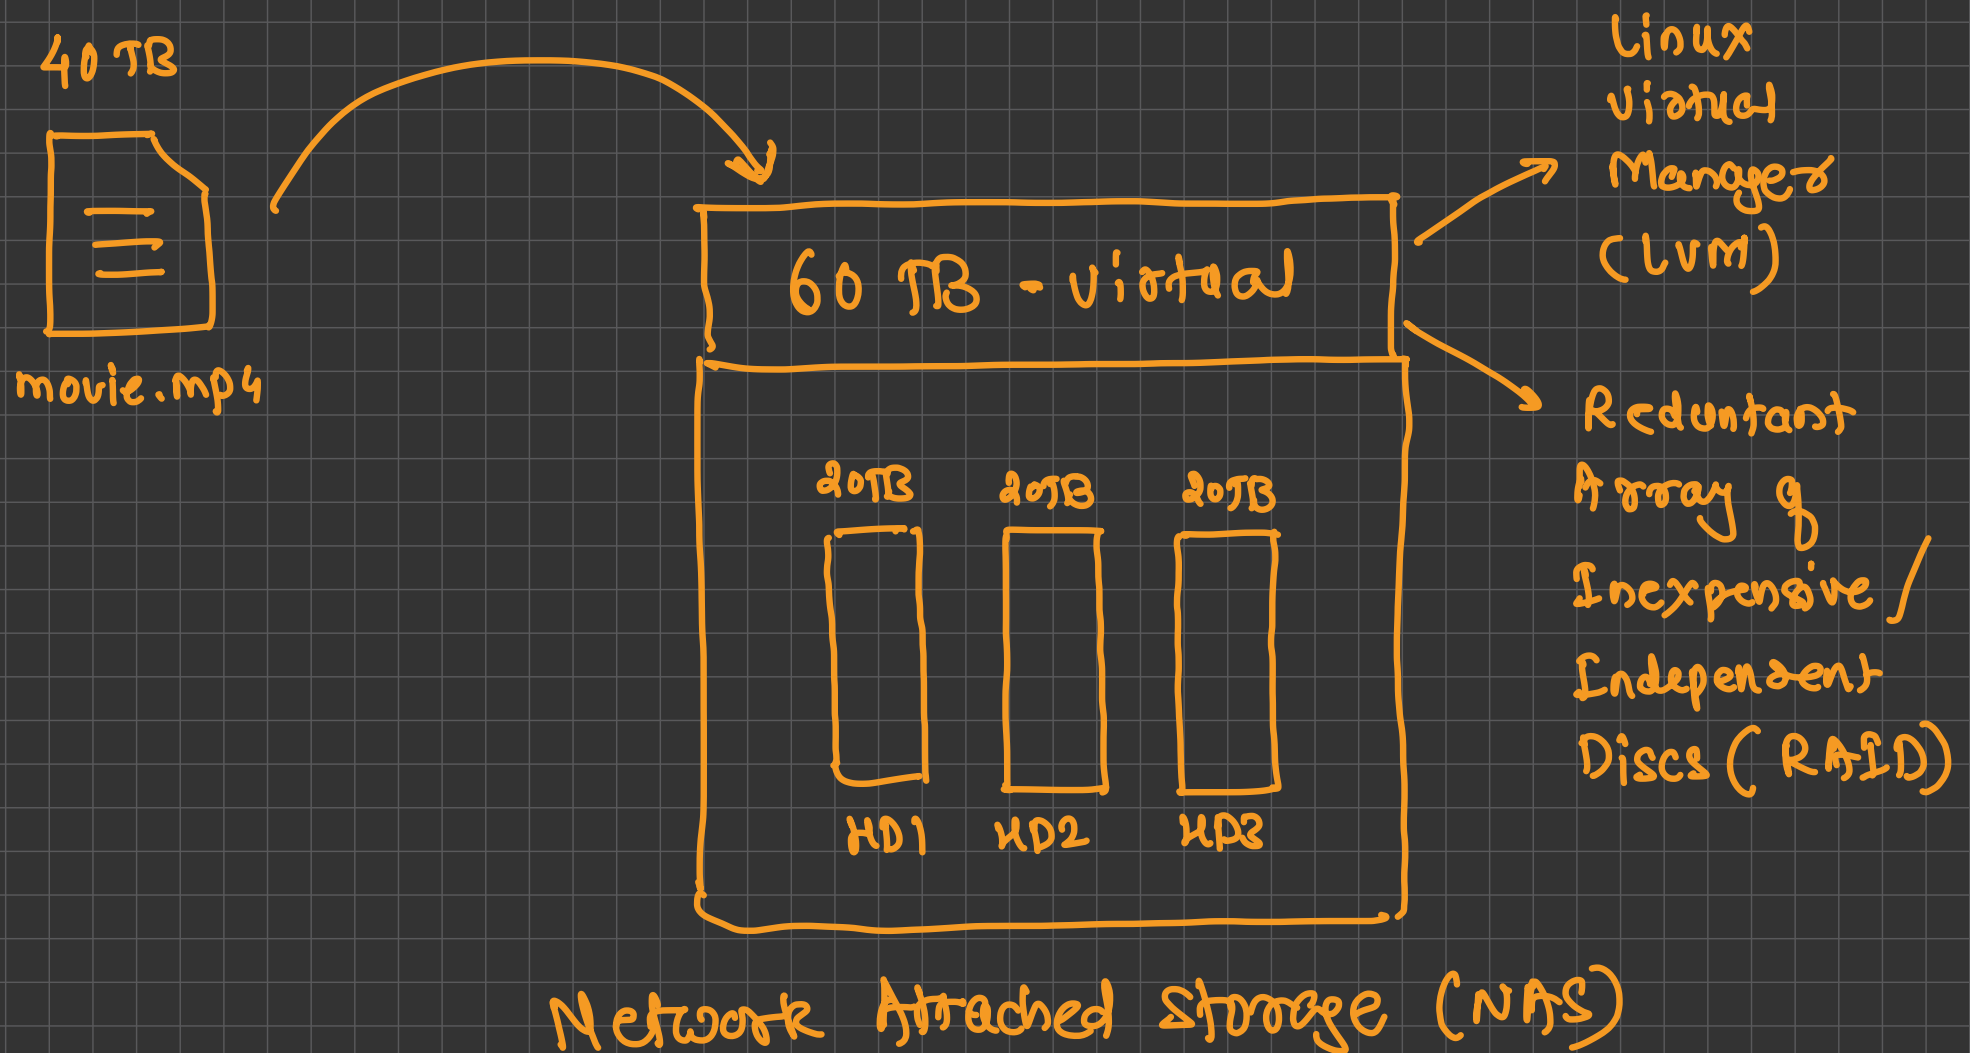 40 TB
movie.mp4
60 TB - virtual
20TB 20TB 20TB
HD1 HD2 HD3
Network Attached Storage (NAS)
Linux
Virtual
Manager
(LVM)
Reduntant
Array of
Inexpensive /
Independent
Discs (RAID)